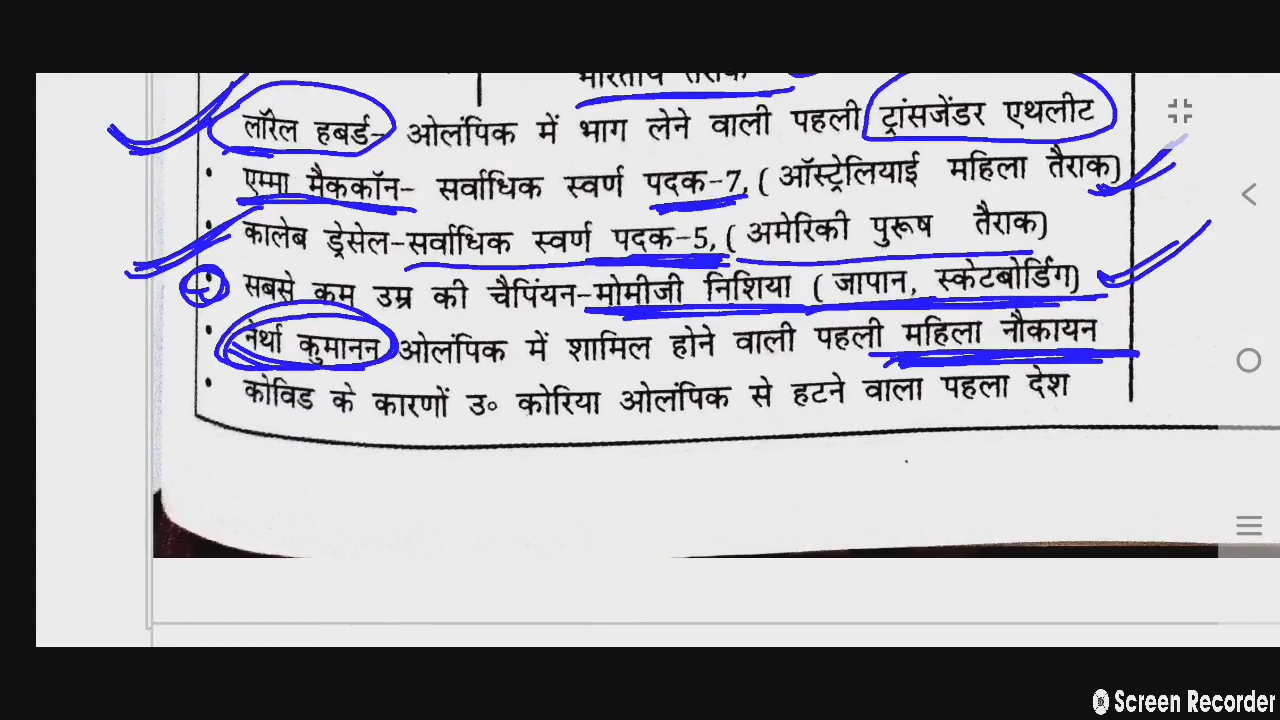 भारतीय तैराक
लॉरेल हबर्ड- ओलंपिक में भाग लेने वाली पहली ट्रांसजेंडर एथलीट
• एम्मा मैककॉन- सर्वाधिक स्वर्ण पदक-7, ( ऑस्ट्रेलियाई महिला तैराक)
• कालेब ड्रेसेल-सर्वाधिक स्वर्ण पदक-5, ( अमेरिकी पुरूष तैराक)
• सबसे कम उम्र की चैपिंयन-मोमीजी निशिया ( जापान, स्केटबोर्डिंग)
• नेर्था कुमानन ओलंपिक में शामिल होने वाली पहली महिला नौकायन
• कोविड के कारणों उ॰ कोरिया ओलंपिक से हटने वाला पहला देश
Screen Recorder